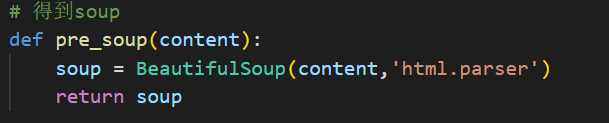 # 得到soup
def pre_soup(content):
    soup = BeautifulSoup(content,'html.parser')
    return soup